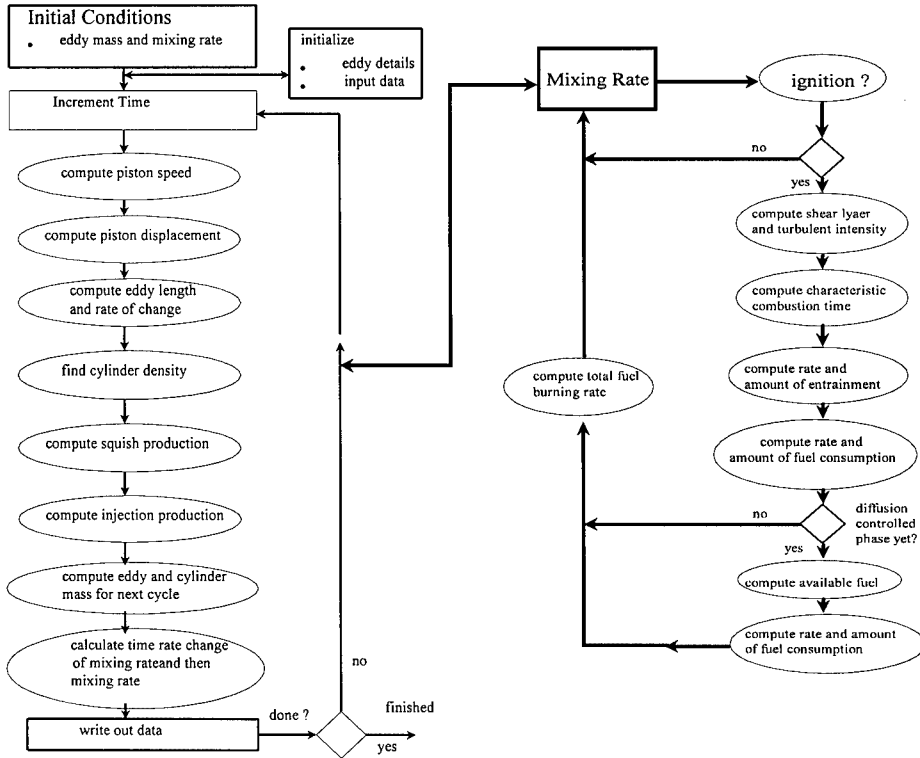 Initial Conditions
• eddy mass and mixing rate
initialize
• eddy details
• input data
Increment Time
compute piston speed
compute piston displacement
compute eddy length
and rate of change
find cylinder density
compute squish production
compute injection production
compute eddy and cylinder
mass for next cycle
calculate time rate change
of mixing rateand then
mixing rate
write out data
done ?
no
finished
yes
Mixing Rate
ignition ?
no
yes
compute shear lyaer
and turbulent intensity
compute characteristic
combustion time
compute rate and
amount of entrainment
compute total fuel
burning rate
compute rate and
amount of fuel consumption
no
diffusion
controlled
phase yet?
yes
compute available fuel
compute rate and amount
of fuel consumption